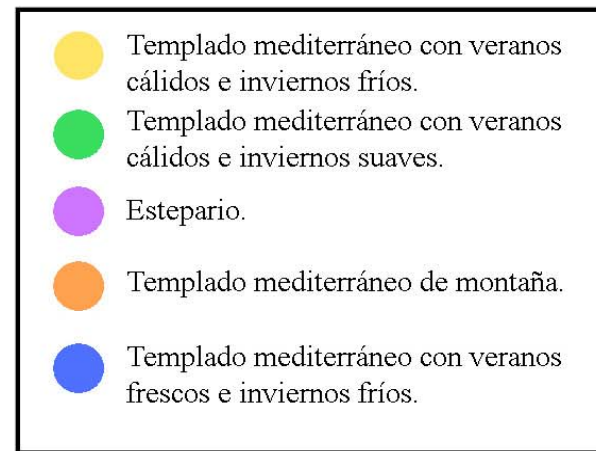 Templado mediterráneo con veranos
cálidos e inviernos fríos.
Templado mediterráneo con veranos
cálidos e inviernos suaves.
Estepario.
Templado mediterráneo de montaña.
Templado mediterráneo con veranos
frescos e inviernos fríos.